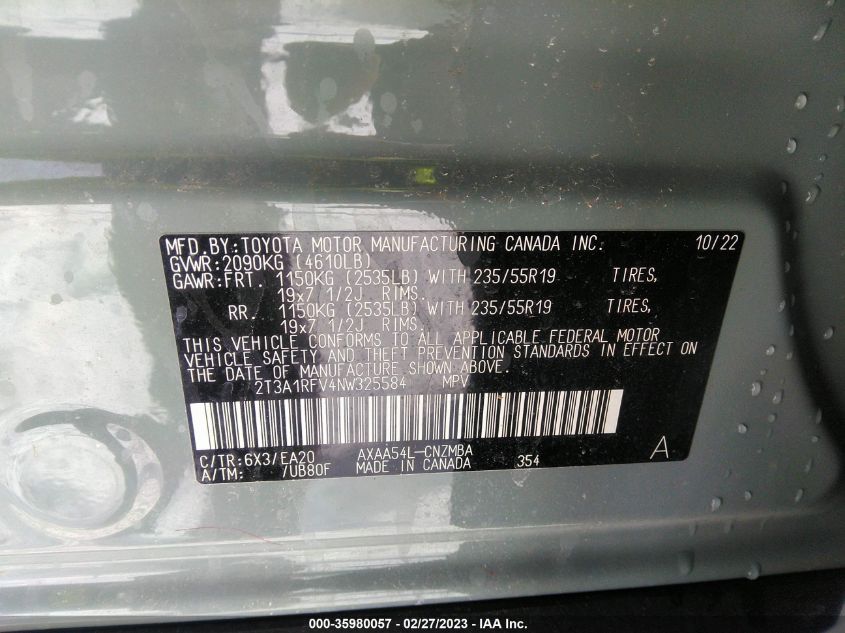 MFD. BY: TOYOTA MOTOR MANUFACTURING CANADA INC. 10/22
GVWR: 2090KG (4610LB)
GAWR: FRT. 1150KG (2535LB) WITH 235/55R19 TIRES,
19x7 1/2J. RIMS.
RR. 1150KG (2535LB) WITH 235/55R19 TIRES,
19x7 1/2J. RIMS.
THIS VEHICLE CONFORMS TO ALL APPLICABLE FEDERAL MOTOR
VEHICLE SAFETY AND THEFT PREVENTION STANDARDS IN EFFECT ON
THE DATE OF MANUFACTURE SHOWN ABOVE.
2T3A1RFV4NW325584 MPV
C/TR: 6X3/EA20 AXAA54L-CNZMBA
A/TM: /UB80F MADE IN CANADA 354 A
000-35980057 - 02/27/2023 - IAA Inc.